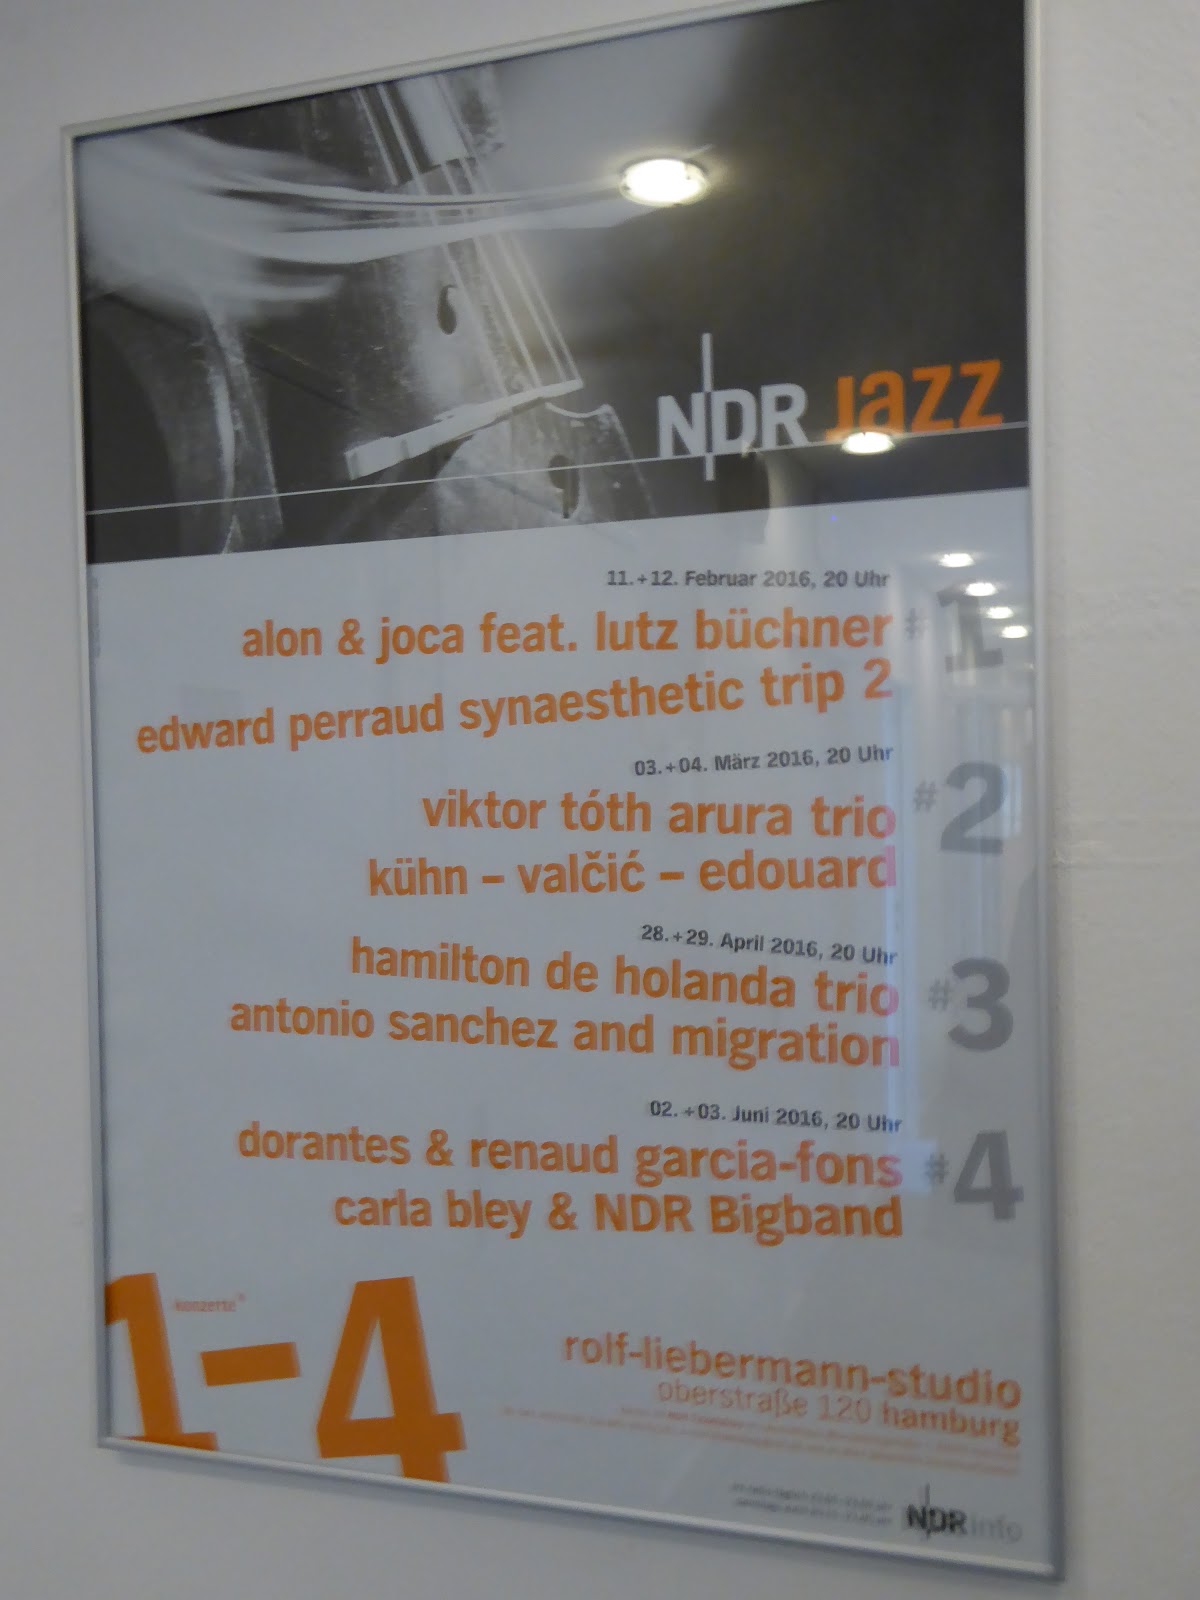 NDR JAZZ
11. + 12. Februar 2016, 20 Uhr
alon & joca feat. lutz büchner #1
edward perraud synaesthetic trip 2
03. + 04. März 2016, 20 Uhr
viktor tóth arura trio #2
kühn – valčić – edouard
28. + 29. April 2016, 20 Uhr
hamilton de holanda trio #3
antonio sanchez and migration
02. + 03. Juni 2016, 20 Uhr
dorantes & renaud garcia-fons #4
carla bley & NDR Bigband
konzerte
1–4
rolf-liebermann-studio
oberstraße 120 hamburg
NDR info